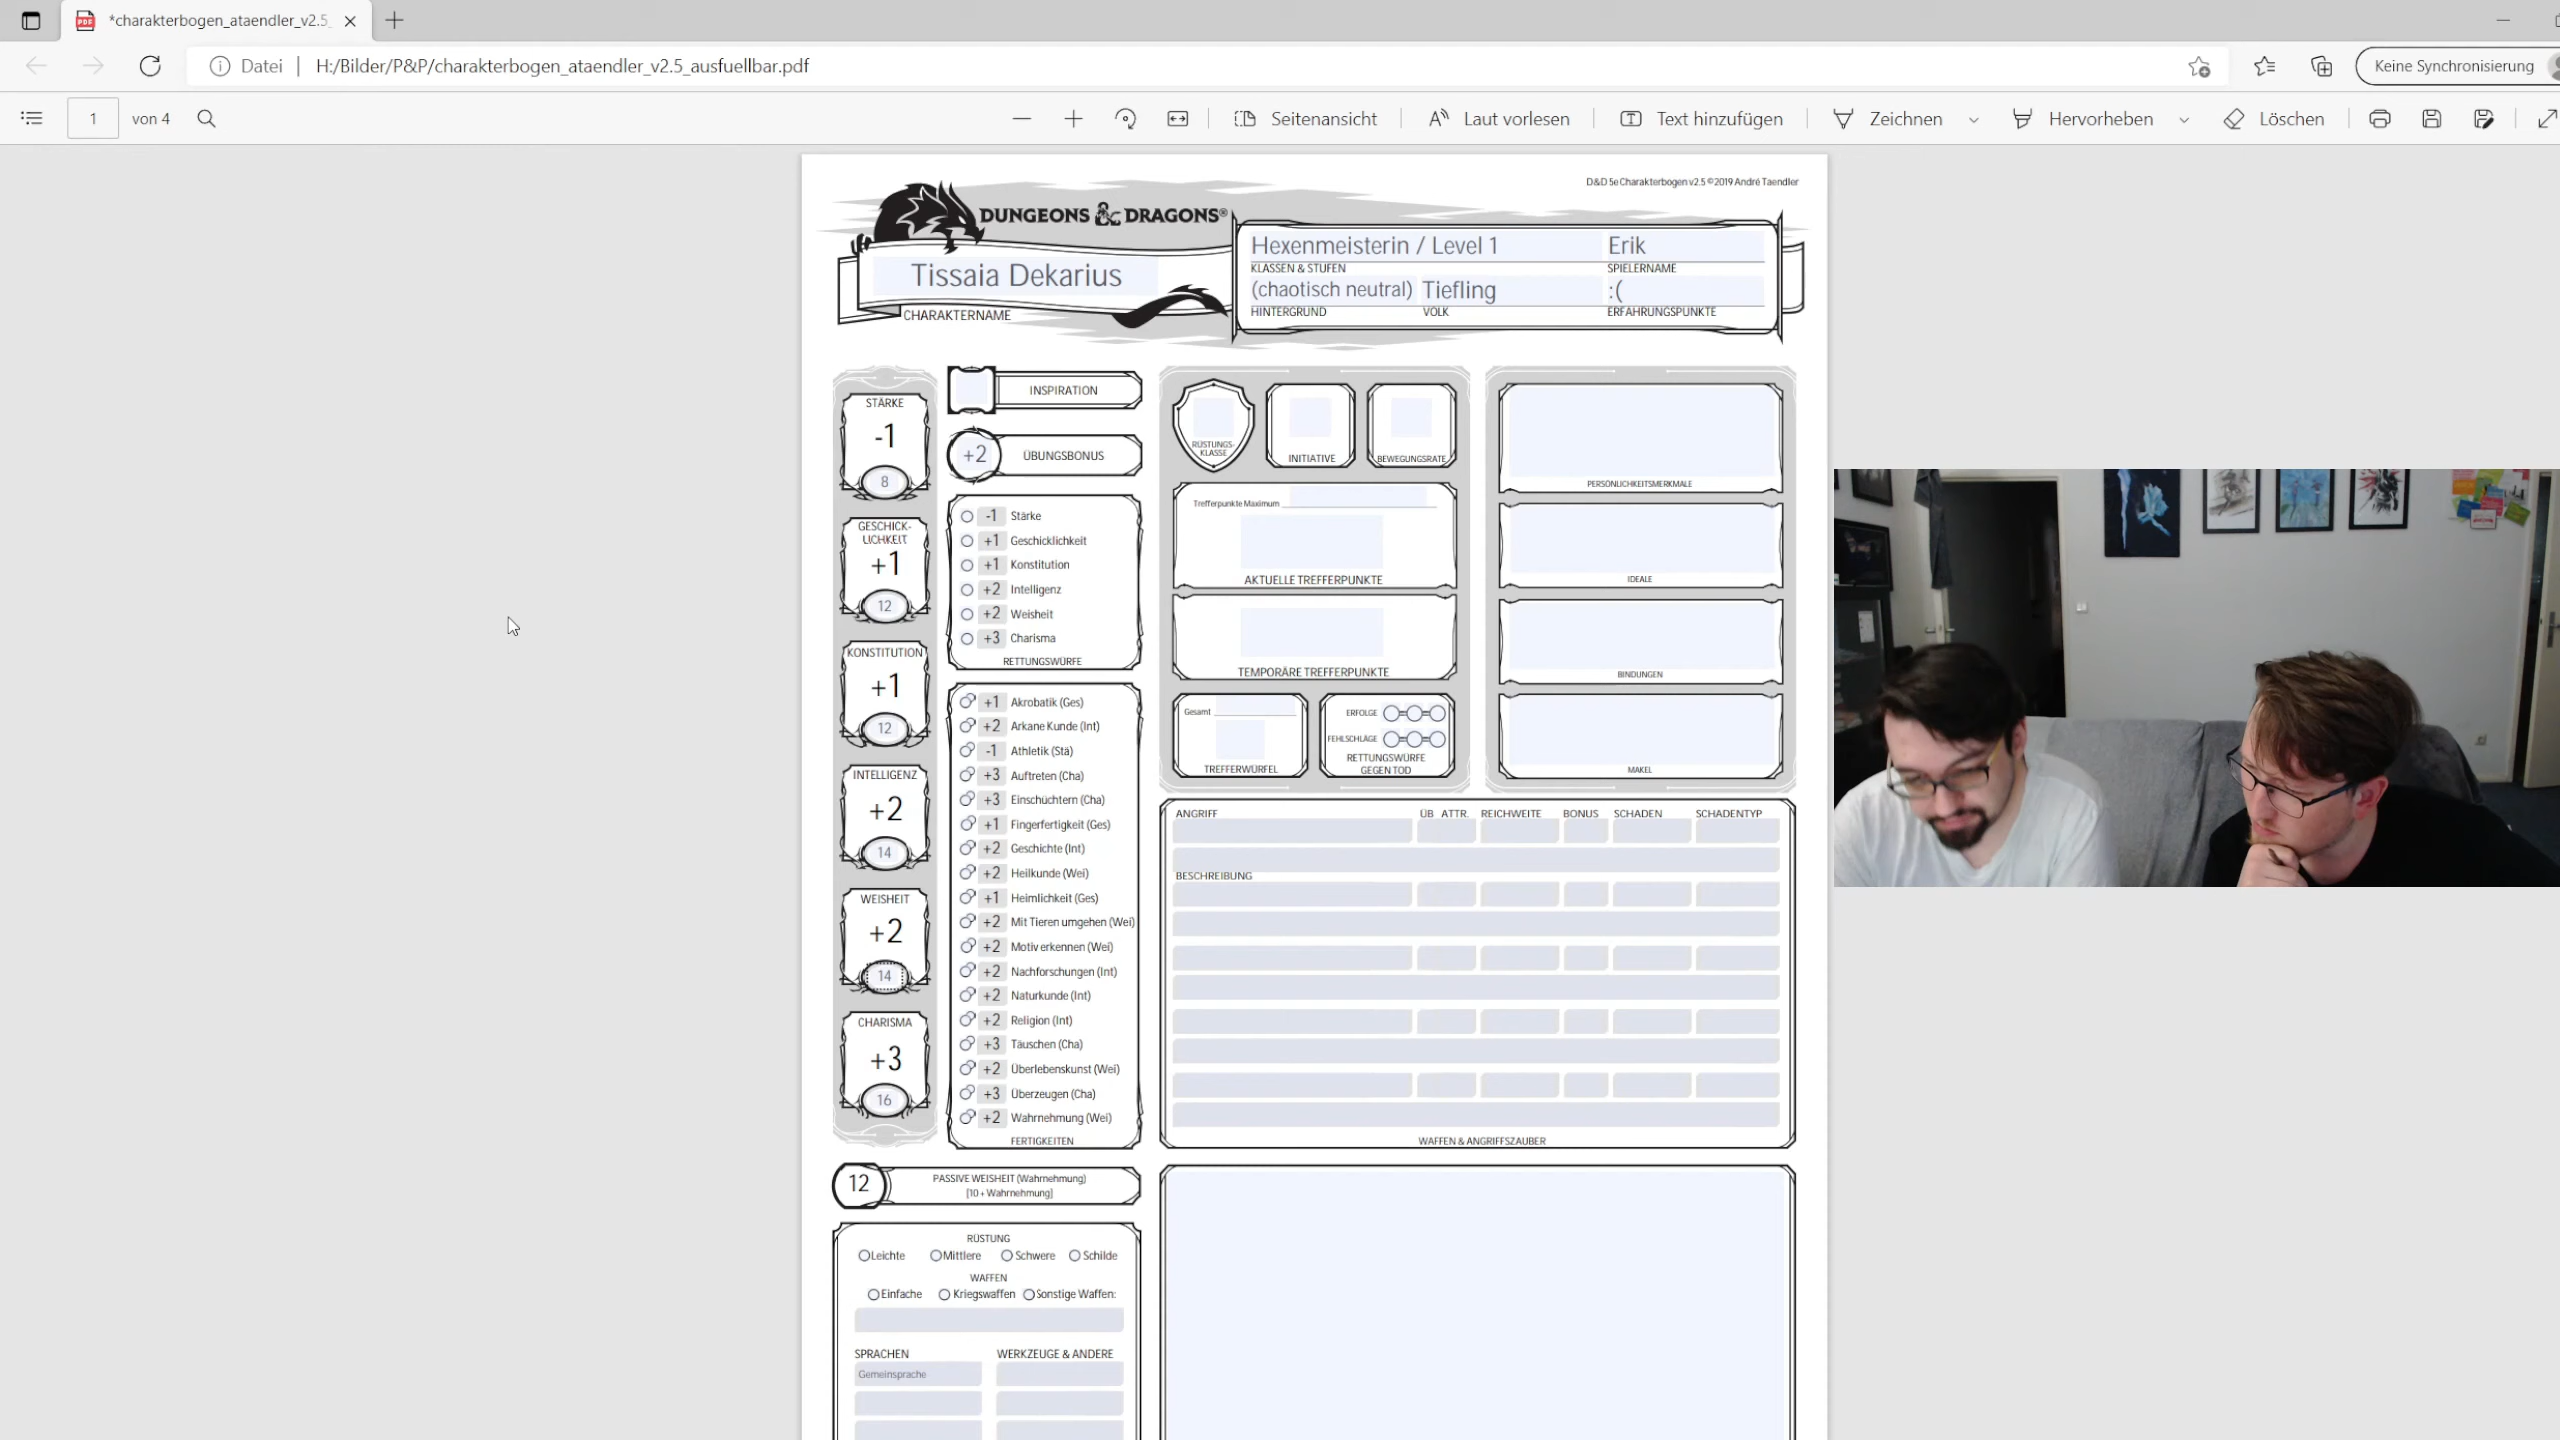 *charakterbogen_ataendler_v2.5_
Datei
H:/Bilder/P&P/charakterbogen_ataendler_v2.5_ausfuellbar.pdf
Keine Synchronisierung
1 von 4
Seitenansicht
Laut vorlesen
Text hinzufügen
Zeichnen
Hervorheben
Löschen
D&D 5e Charakterbogen v2.5 ©2019 André Taendler
DUNGEONS & DRAGONS®
Tissaia Dekarius
CHARAKTERNAME
Hexenmeisterin / Level 1
Erik
KLASSEN & STUFEN
SPIELERNAME
(chaotisch neutral)
Tiefling
:(
HINTERGRUND
VOLK
ERFAHRUNGSPUNKTE
STÄRKE
-1
8
GESCHICK-
LICHKEIT
+1
12
KONSTITUTION
+1
12
INTELLIGENZ
+2
14
WEISHEIT
+2
14
CHARISMA
+3
16
INSPIRATION
+2 ÜBUNGSBONUS
-1 Stärke
+1 Geschicklichkeit
+1 Konstitution
+2 Intelligenz
+2 Weisheit
+3 Charisma
RETTUNGSWÜRFE
+1 Akrobatik (Ges)
+2 Arkane Kunde (Int)
-1 Athletik (Stä)
+3 Auftreten (Cha)
+3 Einschüchtern (Cha)
+1 Fingerfertigkeit (Ges)
+2 Geschichte (Int)
+2 Heilkunde (Wei)
+1 Heimlichkeit (Ges)
+2 Mit Tieren umgehen (Wei)
+2 Motiv erkennen (Wei)
+2 Nachforschungen (Int)
+2 Naturkunde (Int)
+2 Religion (Int)
+3 Täuschen (Cha)
+2 Überlebenskunst (Wei)
+3 Überzeugen (Cha)
+2 Wahrnehmung (Wei)
FERTIGKEITEN
12
PASSIVE WEISHEIT (Wahrnehmung)
[10 + Wahrnehmung]
RÜSTUNG
Leichte Mittlere Schwere Schilde
WAFFEN
Einfache Kriegswaffen Sonstige Waffen:
SPRACHEN
WERKZEUGE & ANDERE
Gemeinsprache
RÜSTUNGS-
KLASSE
INITIATIVE
BEWEGUNGSRATE
Trefferpunkte Maximum
AKTUELLE TREFFERPUNKTE
TEMPORÄRE TREFFERPUNKTE
Gesamt
TREFFERWÜRFEL
ERFOLGE
FEHLSCHLÄGE
RETTUNGSWÜRFE
GEGEN TOD
PERSÖNLICHKEITSMERKMALE
IDEALE
BINDUNGEN
MAKEL
ANGRIFF ÜB ATTR. REICHWEITE BONUS SCHADEN SCHADENTYP
BESCHREIBUNG
WAFFEN & ANGRIFFSZAUBER